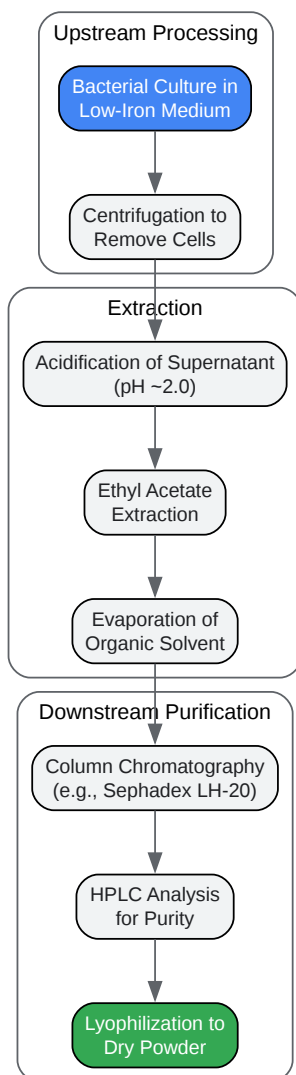 Upstream Processing
Bacterial Culture in
Low-Iron Medium
Centrifugation to
Remove Cells
Extraction
Acidification of Supernatant
(pH ~2.0)
Ethyl Acetate
Extraction
Evaporation of
Organic Solvent
Downstream Purification
Column Chromatography
(e.g., Sephadex LH-20)
HPLC Analysis
for Purity
Lyophilization to
Dry Powder